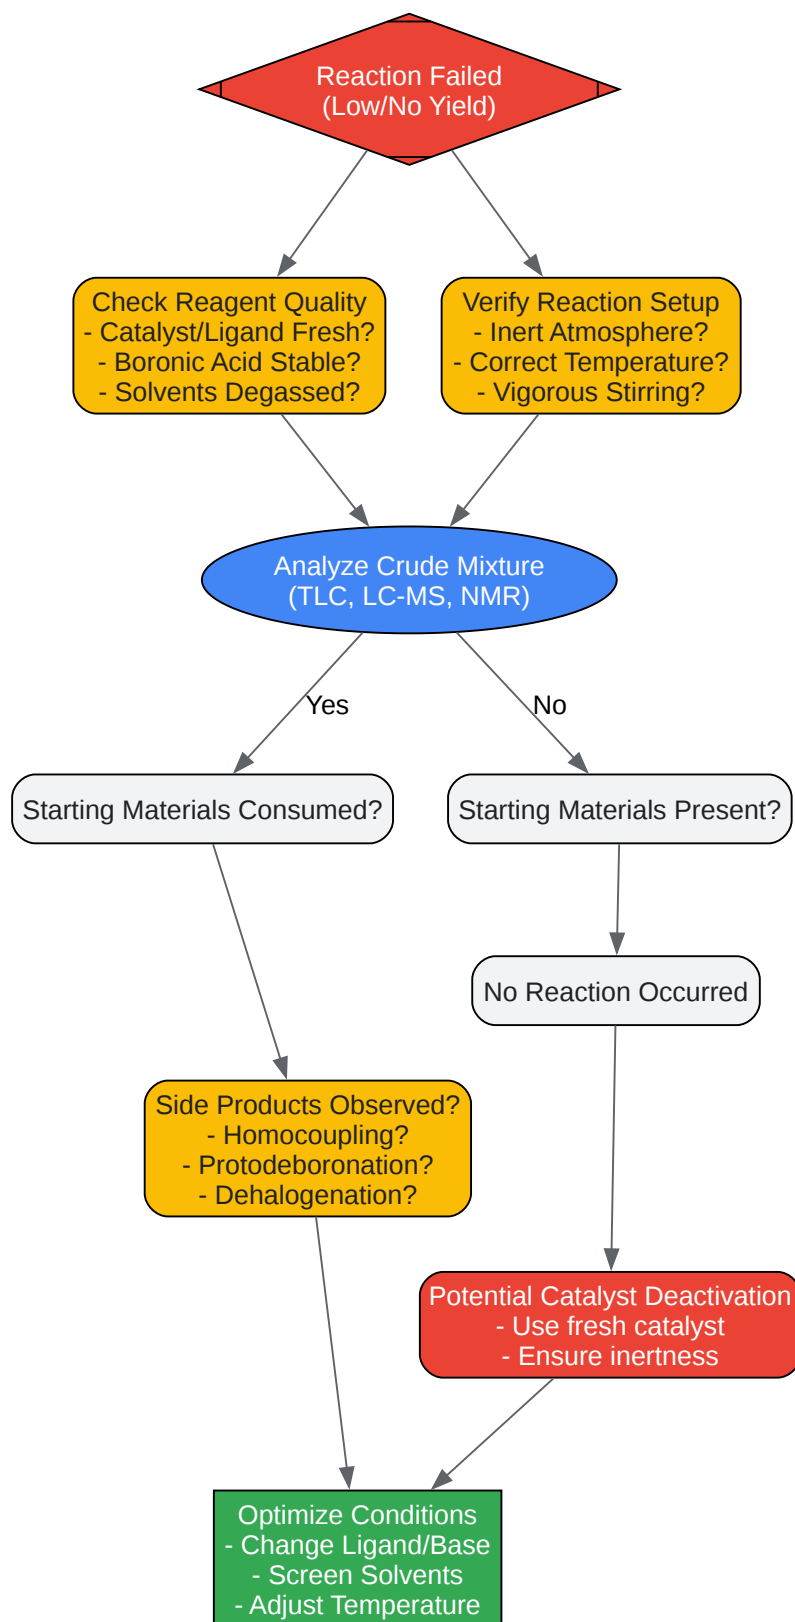 Reaction Failed
(Low/No Yield)
Check Reagent Quality
- Catalyst/Ligand Fresh?
- Boronic Acid Stable?
- Solvents Degassed?
Verify Reaction Setup
- Inert Atmosphere?
- Correct Temperature?
- Vigorous Stirring?
Analyze Crude Mixture
(TLC, LC-MS, NMR)
Yes
No
Starting Materials Consumed?
Starting Materials Present?
No Reaction Occurred
Side Products Observed?
- Homocoupling?
- Protodeboronation?
- Dehalogenation?
Potential Catalyst Deactivation
- Use fresh catalyst
- Ensure inertness
Optimize Conditions
- Change Ligand/Base
- Screen Solvents
- Adjust Temperature